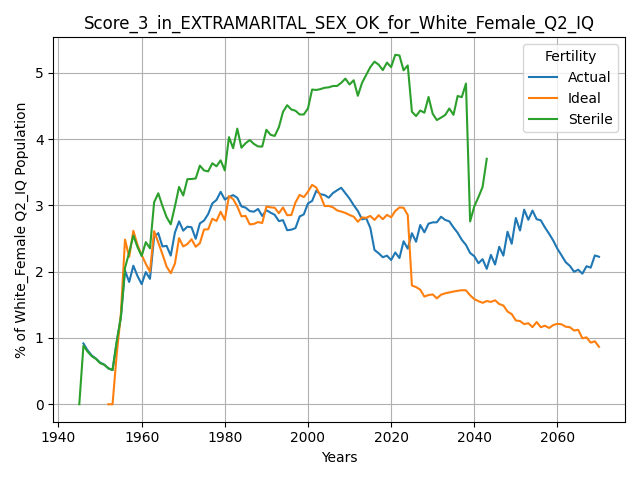 Score_3_in_EXTRAMARITAL_SEX_OK_for_White_Female_Q2_IQ
% of White_Female Q2_IQ Population
5
4
3
2
1
0
Fertility
Actual
Ideal
Sterile
1940 1960 1980 2000 2020 2040 2060
Years